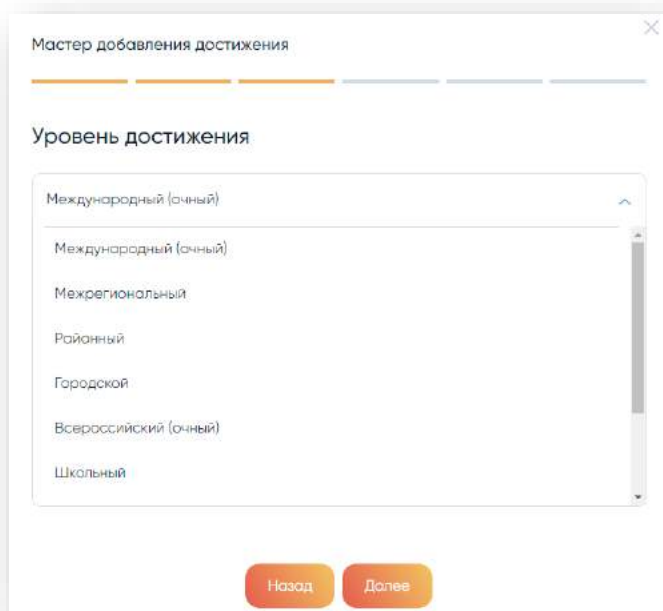 Мастер добавления достижения
Уровень достижения
Международный (очный)
Международный (очный)
Межрегиональный
Районный
Городской
Всероссийский (очный)
Школьный
Назад Далее